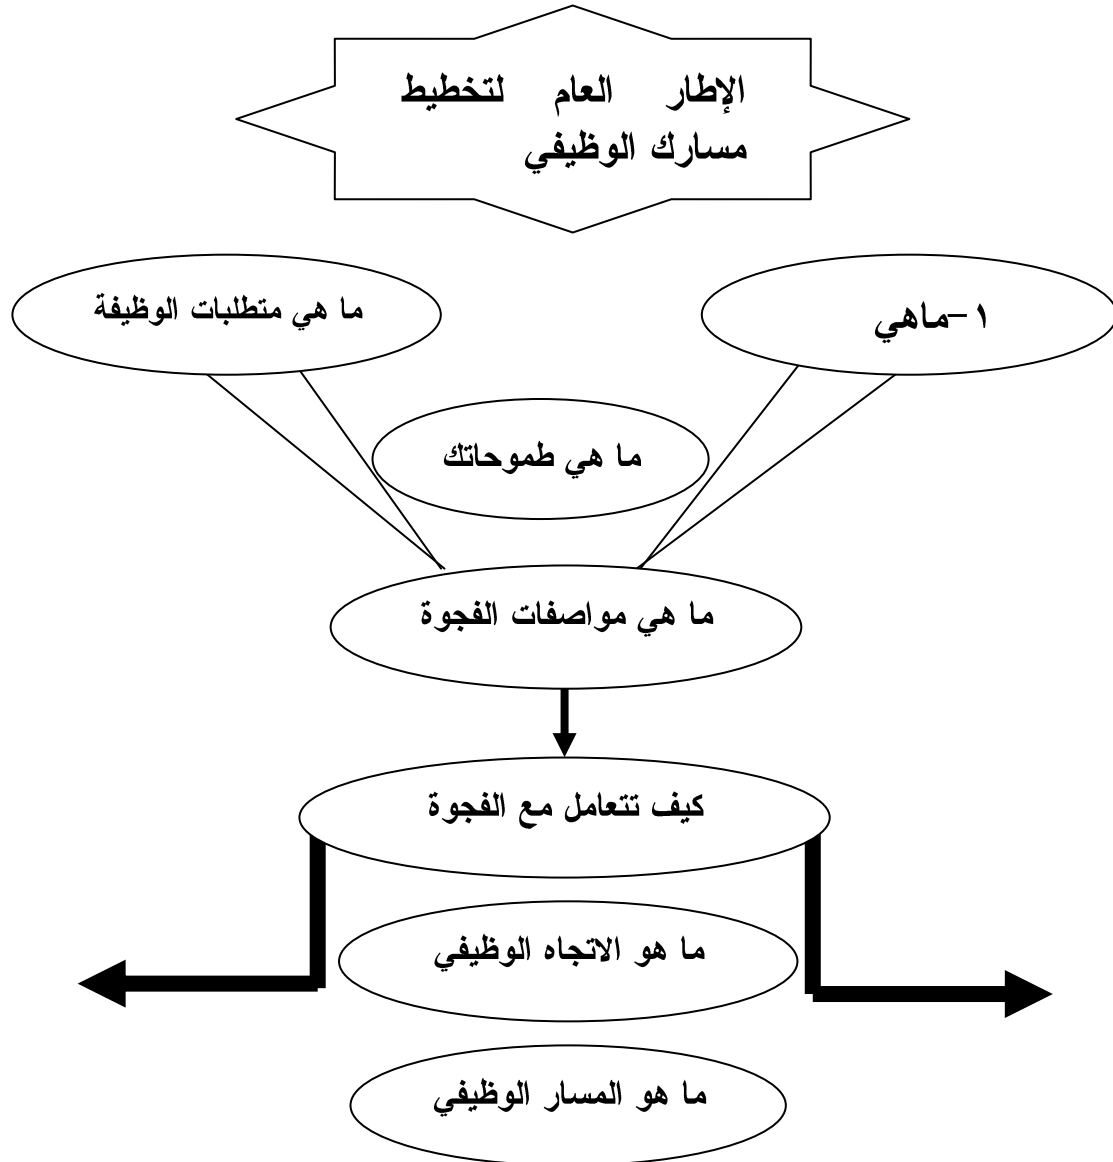 الإطار العام لتخطيط
مسارك الوظيفي
١-ماهي
ما هي متطلبات الوظيفة
ما هي طموحاتك
ما هي مواصفات الفجوة
كيف تتعامل مع الفجوة
ما هو الاتجاه الوظيفي
ما هو المسار الوظيفي